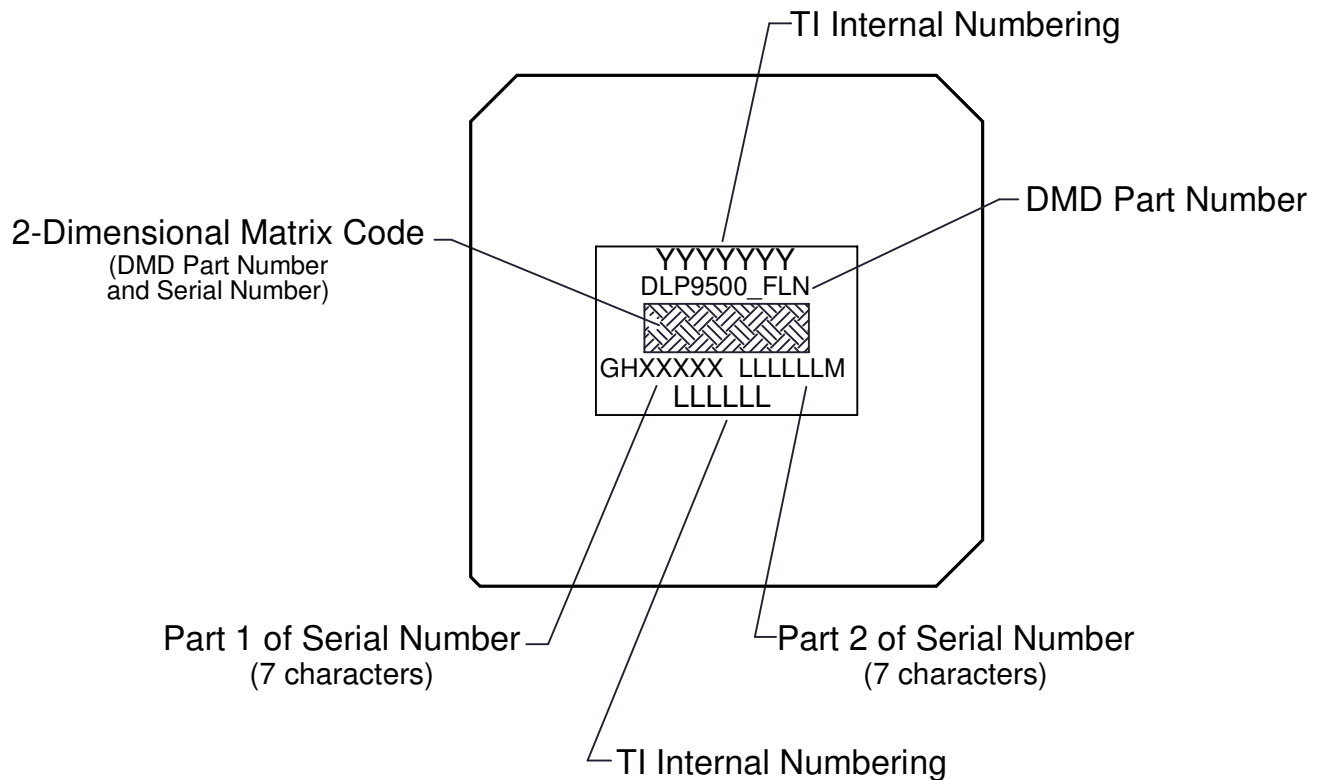 TI Internal Numbering
DMD Part Number
2-Dimensional Matrix Code
(DMD Part Number
and Serial Number)
YYYYYYY
DLP9500_FLN
GHXXXXX LLLLLLM
LLLLLL
Part 1 of Serial Number
(7 characters)
Part 2 of Serial Number
(7 characters)
TI Internal Numbering